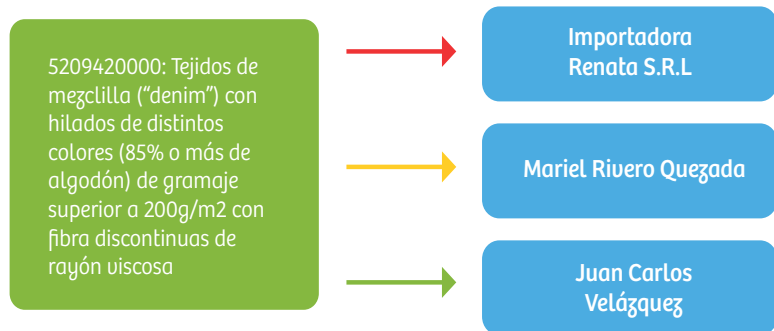 5209420000: Tejidos de
mezclilla (“denim”) con
hilados de distintos
colores (85% o más de
algodón) de gramaje
superior a 200g/m2 con
fibra discontinuas de
rayón viscosa
Importadora
Renata S.R.L
Mariel Rivero Quezada
Juan Carlos
Velázquez